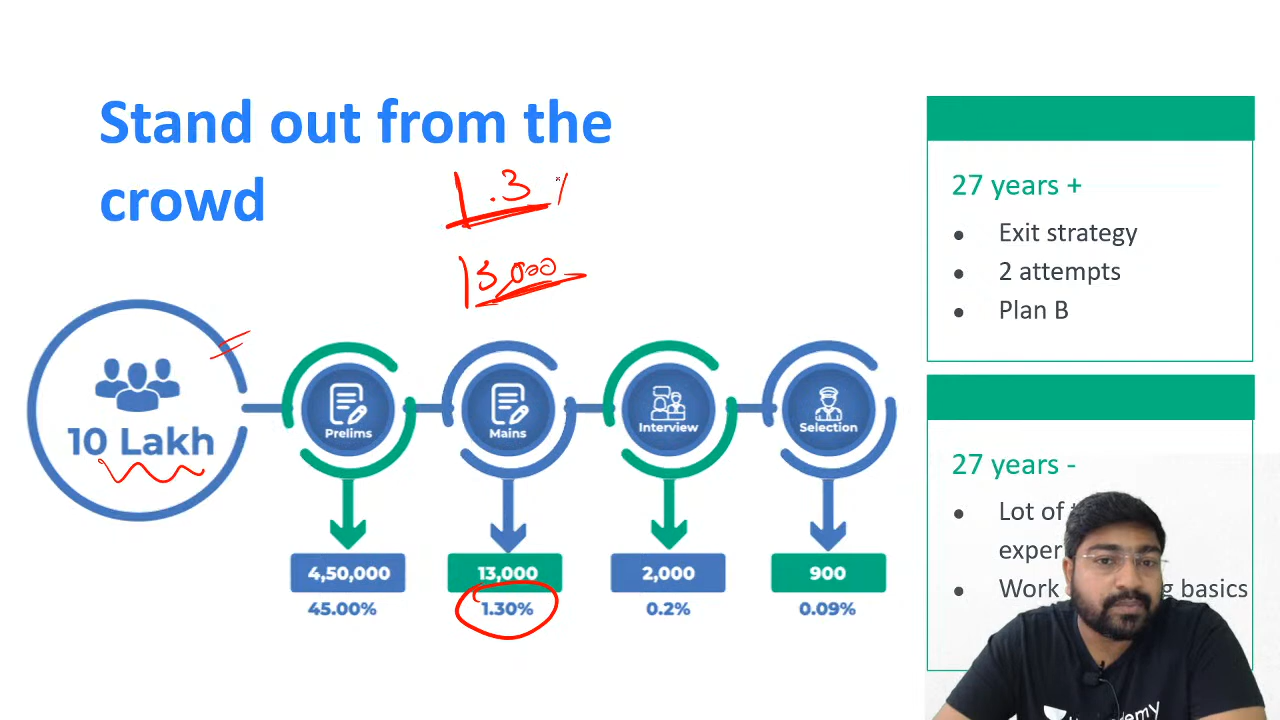 Stand out from the
crowd
1.3 %
13,000
10 Lakh
Prelims
Mains
Interview
Selection
4,50,000
13,000
2,000
900
45.00%
1.30%
0.2%
0.09%
27 years +
• Exit strategy
• 2 attempts
• Plan B
27 years -
• Lot of
exper
• Work basics